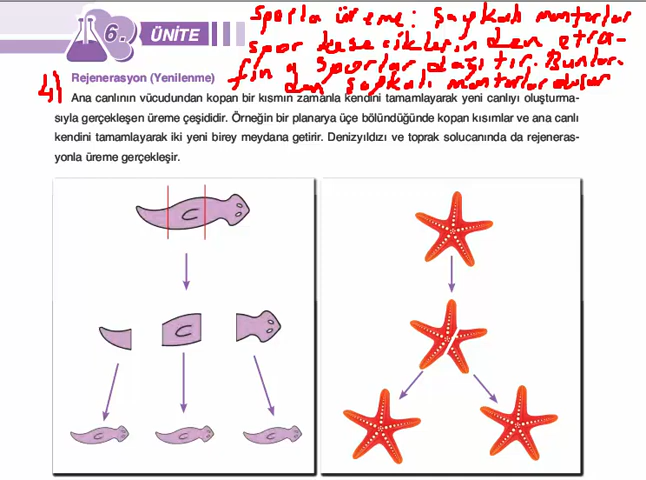 6. ÜNİTE
Sporla üreme: Şapkalı mantarlar
spor keseciklerinden etra-
fına sporlar dağıtır. Bunlar-
dan şapkalı mantarlar oluşur
4) Rejenerasyon (Yenilenme)
Ana canlının vücudundan kopan bir kısmın zamanla kendini tamamlayarak yeni canlıyı oluşturma-
sıyla gerçekleşen üreme çeşididir. Örneğin bir planarya üçe bölündüğünde kopan kısımlar ve ana canlı
kendini tamamlayarak iki yeni birey meydana getirir. Denizyıldızı ve toprak solucanında da rejeneras-
yonla üreme gerçekleşir.